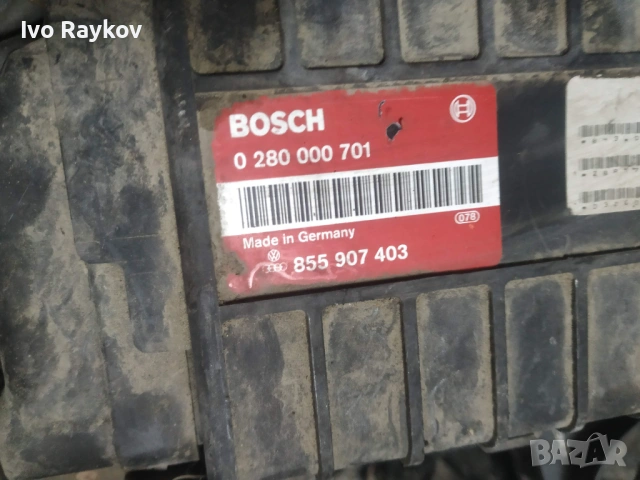 Ivo Raykov
BOSCH
0 280 000 701
078
Made in Germany
855 907 403
BAZAR